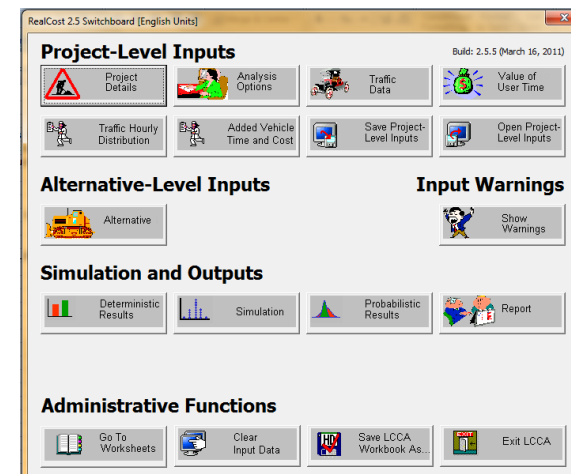 RealCost 2.5 Switchboard [English Units]
Project-Level Inputs
Build: 2.5.5 (March 16, 2011)
Project
Details
Analysis
Options
Traffic
Data
Value of
User Time
Traffic Hourly
Distribution
Added Vehicle
Time and Cost
Save Project-
Level Inputs
Open Project-
Level Inputs
Alternative-Level Inputs
Input Warnings
Alternative
Show
Warnings
Simulation and Outputs
Deterministic
Results
Simulation
Probabilistic
Results
Report
Administrative Functions
Go To
Worksheets
Clear
Input Data
Save LCCA
Workbook As...
EXIT
Exit LCCA